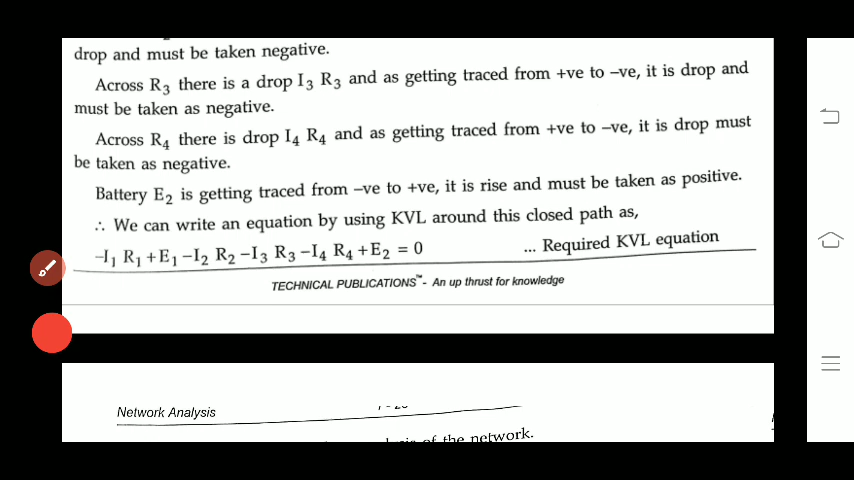 drop and must be taken negative.
Across R3 there is a drop I3 R3 and as getting traced from +ve to –ve, it is drop and
must be taken as negative.
Across R4 there is drop I4 R4 and as getting traced from +ve to –ve, it is drop must
be taken as negative.
Battery E2 is getting traced from –ve to +ve, it is rise and must be taken as positive.
∴ We can write an equation by using KVL around this closed path as,
–I1 R1 +E1 –I2 R2 –I3 R3 –I4 R4 +E2 = 0 ... Required KVL equation
TECHNICAL PUBLICATIONS™- An up thrust for knowledge
Network Analysis
of the network.